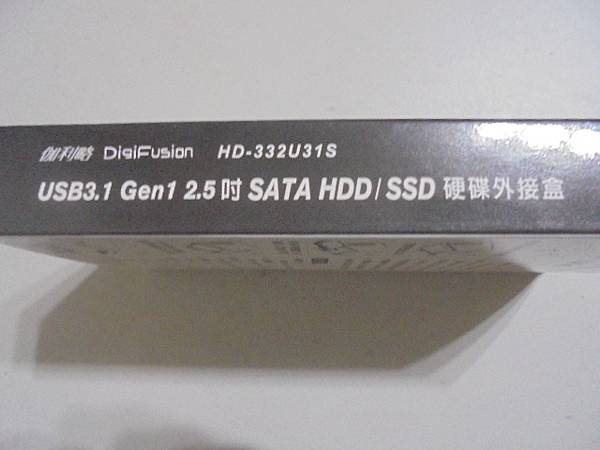 伽利略 DigiFusion HD-332U31S
USB3.1 Gen1 2.5吋 SATA HDD/SSD 硬碟外接盒